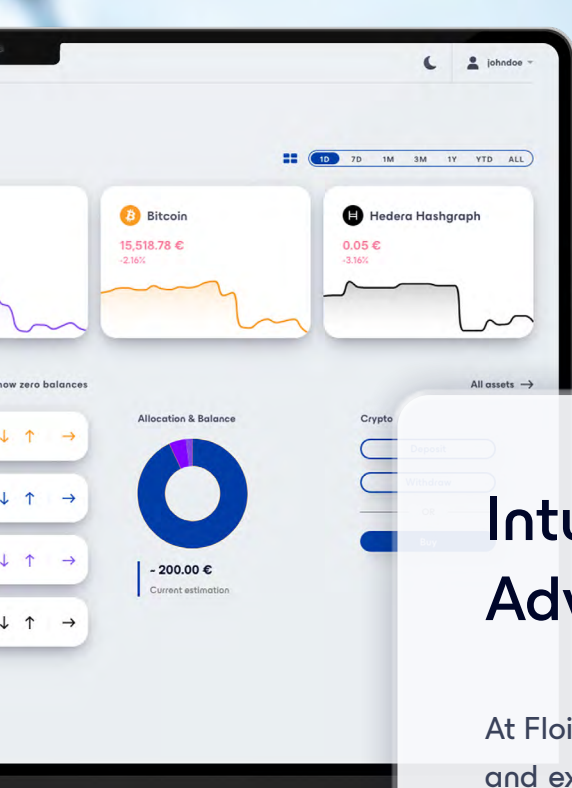 johndoe
1D 7D 1M 3M 1Y YTD ALL
Bitcoin
15,518.78 €
-2.16%
Hedera Hashgraph
0.05 €
-3.16%
now zero balances
All assets →
Allocation & Balance
- 200.00 €
Current estimation
Crypto
Deposit
Withdraw
OR
Buy
Intu
Adv
At Floi
and ex